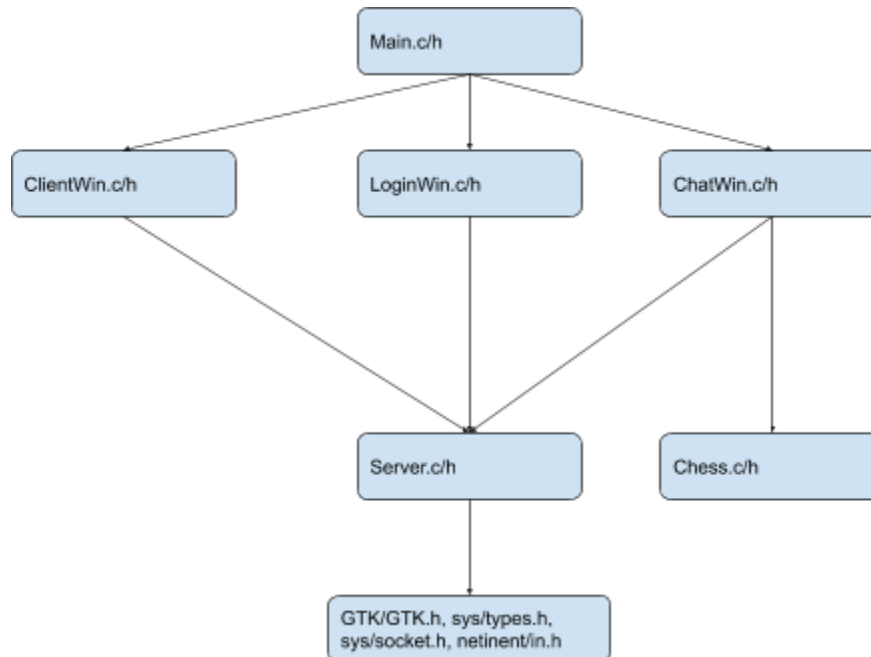 Main.c/h
ClientWin.c/h
LoginWin.c/h
ChatWin.c/h
Server.c/h
Chess.c/h
GTK/GTK.h, sys/types.h,
sys/socket.h, netinent/in.h